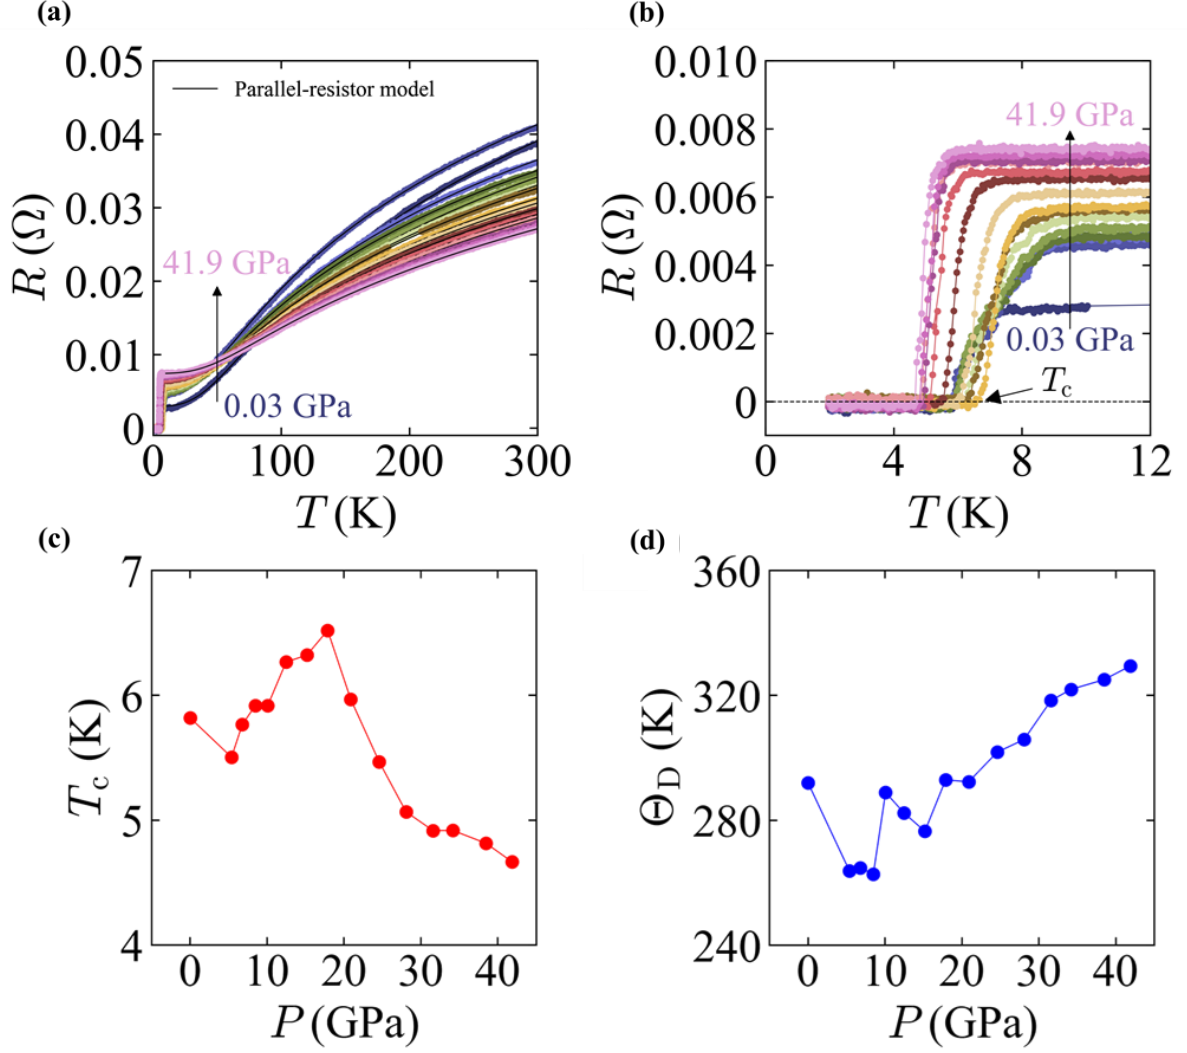 (a)
0.05
0.04
0.03
0.02
0.01
0
R (Ω)
Parallel-resistor model
41.9 GPa
0.03 GPa
0 100 200 300
T (K)
(b)
0.010
0.008
0.006
0.004
0.002
0
R (Ω)
41.9 GPa
0.03 GPa
Tc
0 4 8 12
T (K)
(c)
7
6
5
4
Tc (K)
0 10 20 30 40
P (GPa)
(d)
360
320
280
240
ΘD (K)
0 10 20 30 40
P (GPa)